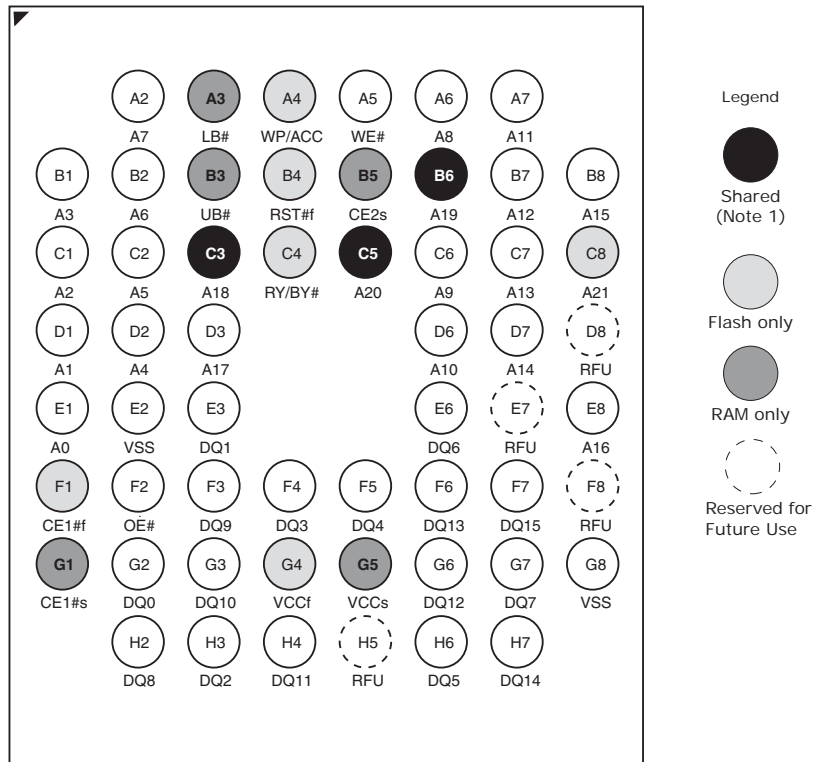 A2 A3 A4 A5 A6 A7
A7 LB# WP/ACC WE# A8 A11
B1 B2 B3 B4 B5 B6 B7 B8
A3 A6 UB# RST#f CE2s A19 A12 A15
C1 C2 C3 C4 C5 C6 C7 C8
A2 A5 A18 RY/BY# A20 A9 A13 A21
D1 D2 D3 D6 D7 D8
A1 A4 A17 A10 A14 RFU
E1 E2 E3 E6 E7 E8
A0 VSS DQ1 DQ6 RFU A16
F1 F2 F3 F4 F5 F6 F7 F8
CE1#f OE# DQ9 DQ3 DQ4 DQ13 DQ15 RFU
G1 G2 G3 G4 G5 G6 G7 G8
CE1#s DQ0 DQ10 VCCf VCCs DQ12 DQ7 VSS
H2 H3 H4 H5 H6 H7
DQ8 DQ2 DQ11 RFU DQ5 DQ14
Legend
Shared
(Note 1)
Flash only
RAM only
Reserved for
Future Use